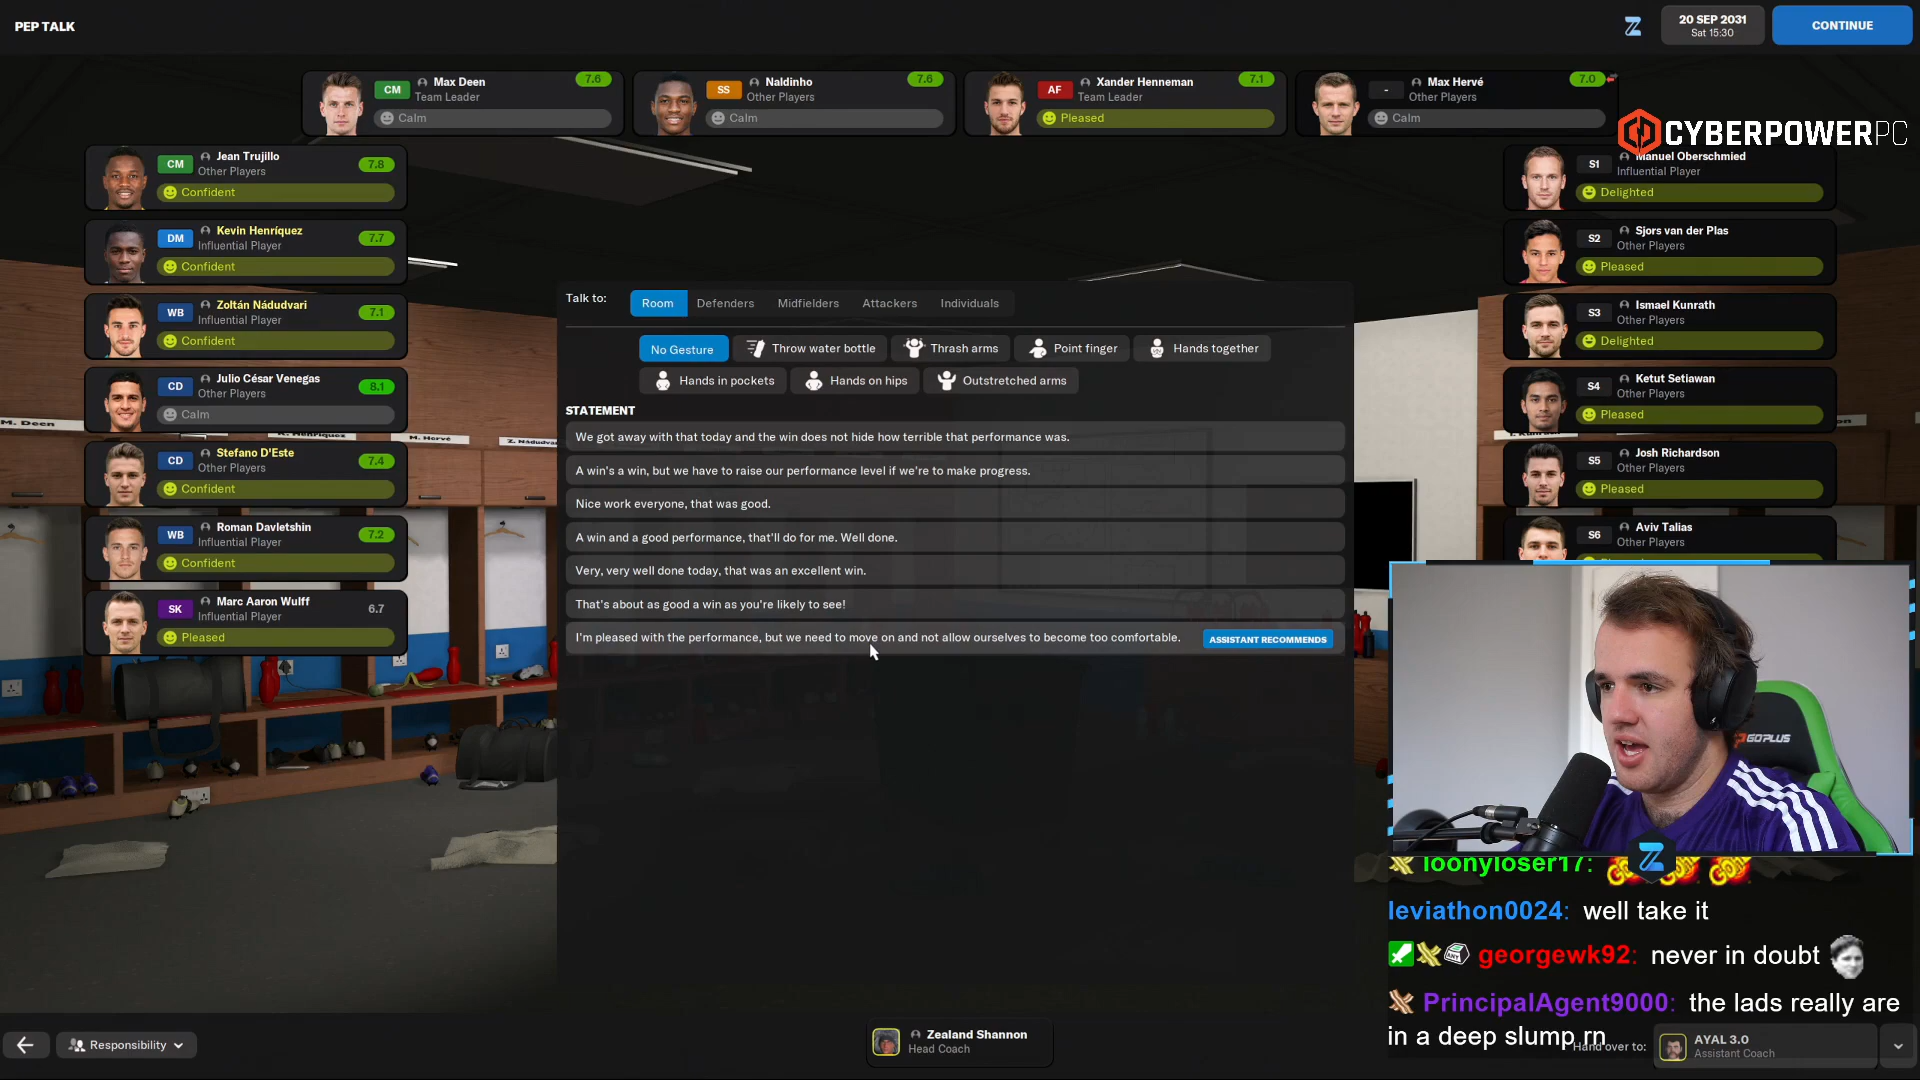 PEP TALK
20 SEP 2031
Sat 15:30
CONTINUE
CM Max Deen 7.6
Team Leader
Calm
SS Naldinho 7.6
Other Players
Calm
AF Xander Henneman 7.1
Team Leader
Pleased
- Max Hervé 7.0
Other Players
Calm
CYBERPOWERPC
CM Jean Trujillo 7.8
Other Players
Confident
DM Kevin Henríquez 7.7
Influential Player
Confident
WB Zoltán Nádudvari 7.1
Influential Player
Confident
CD Julio César Venegas 8.1
Other Players
Calm
CD Stefano D'Este 7.4
Other Players
Confident
WB Roman Davletshin 7.2
Influential Player
Confident
SK Marc Aaron Wulff 6.7
Influential Player
Pleased
M. Deen
M. Hervé
Z. Nádudvari
Talk to: Room Defenders Midfielders Attackers Individuals
No Gesture Throw water bottle Thrash arms Point finger Hands together
Hands in pockets Hands on hips Outstretched arms
STATEMENT
We got away with that today and the win does not hide how terrible that performance was.
A win's a win, but we have to raise our performance level if we're to make progress.
Nice work everyone, that was good.
A win and a good performance, that'll do for me. Well done.
Very, very well done today, that was an excellent win.
That's about as good a win as you're likely to see!
I'm pleased with the performance, but we need to move on and not allow ourselves to become too comfortable. ASSISTANT RECOMMENDS
S1 Manuel Oberschmied
Influential Player
Delighted
S2 Sjors van der Plas
Other Players
Pleased
S3 Ismael Kunrath
Other Players
Delighted
S4 Ketut Setiawan
Other Players
Pleased
S5 Josh Richardson
Other Players
Pleased
S6 Aviv Talias
Other Players
GOPLUS
loonyloser17:
leviathon0024: well take it
georgewk92: never in doubt
PrincipalAgent9000: the lads really are
in a deep slump rn
Responsibility
Zealand Shannon
Head Coach
Hand over to: AYAL 3.0
Assistant Coach